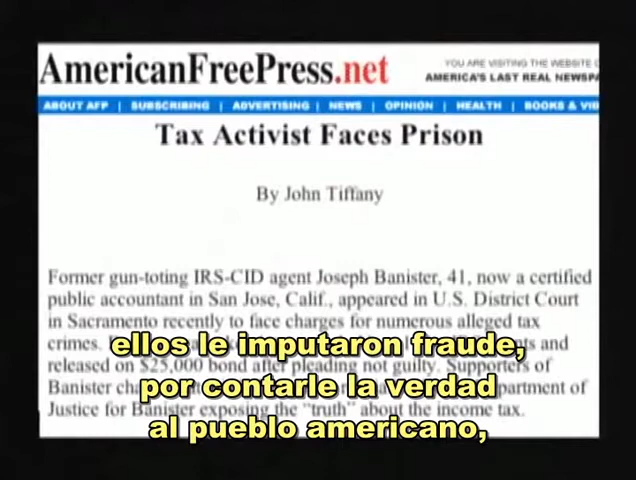 AmericanFreePress.net
YOU ARE VISITING THE WEBSITE
AMERICA'S LAST REAL NEWSPA
ABOUT AFP | SUBSCRIBING | ADVERTISING | NEWS | OPINION | HEALTH | BOOKS & VID
Tax Activist Faces Prison
By John Tiffany
Former gun-toting IRS-CID agent Joseph Banister, 41, now a certified
public accountant in San Jose, Calif., appeared in U.S. District Court
in Sacramento recently to face charges for numerous alleged tax
crimes. and
released on $25,000 bond after pleading not guilty. Supporters of
Banister of
Justice for Banister exposing the "truth" about the income tax.
ellos le imputaron fraude,
por contarle la verdad
al pueblo americano,